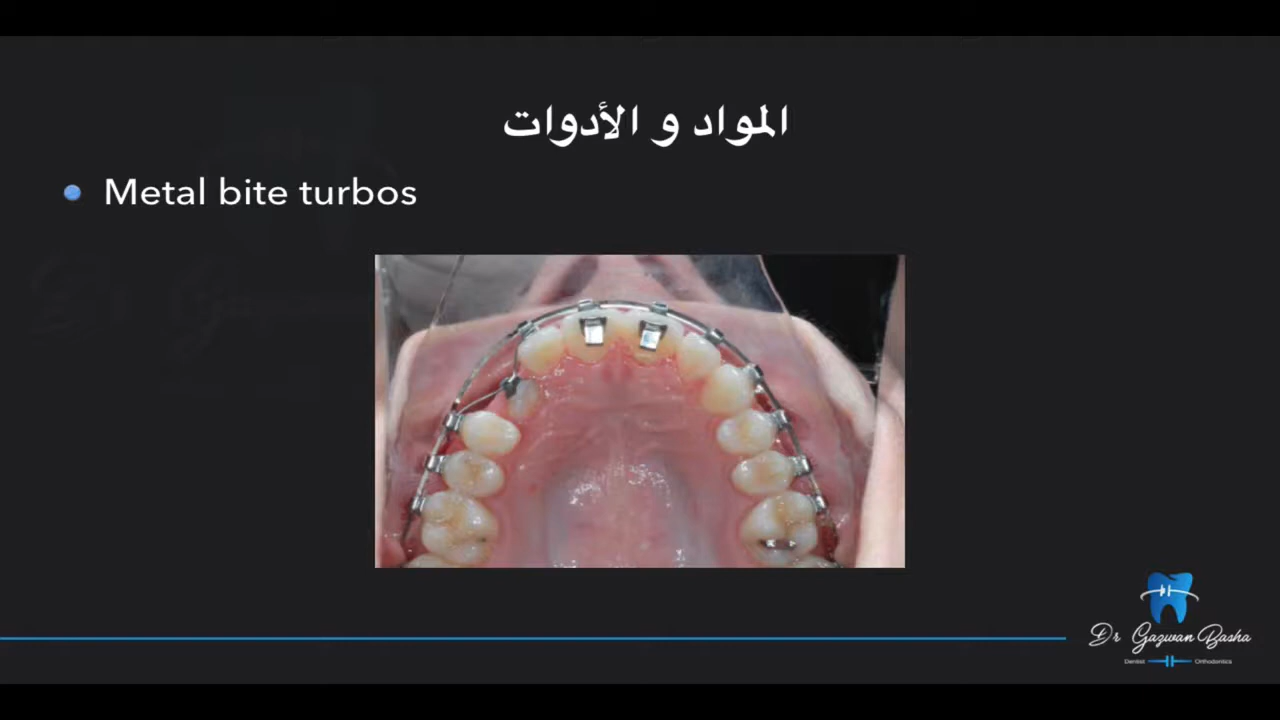 المواد و الأدوات
Metal bite turbos
Dr Gazwan Basha
Dentist Orthodontics